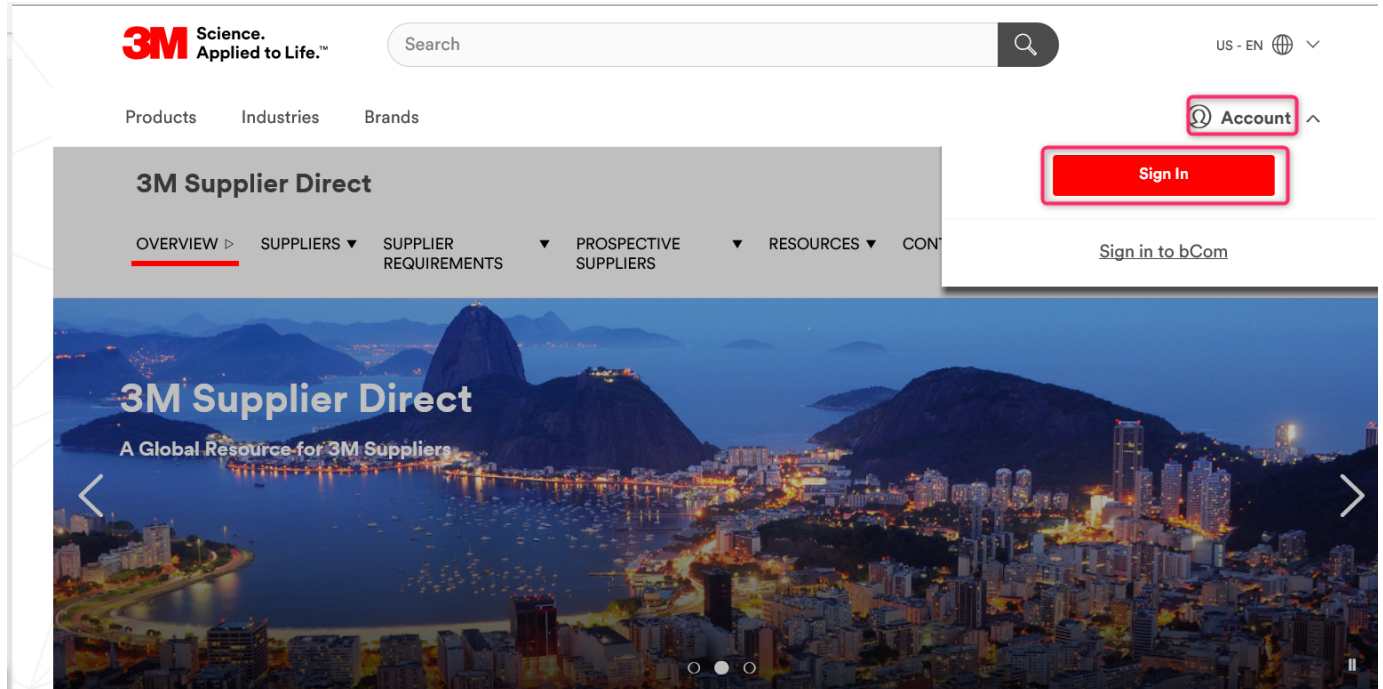 3M Science.
Applied to Life.™
Search
US - EN
Products Industries Brands
Account
Sign In
Sign in to bCom
3M Supplier Direct
OVERVIEW ▷ SUPPLIERS ▼ SUPPLIER REQUIREMENTS ▼ PROSPECTIVE SUPPLIERS ▼ RESOURCES ▼ CONT
3M Supplier Direct
A Global Resource for 3M Suppliers